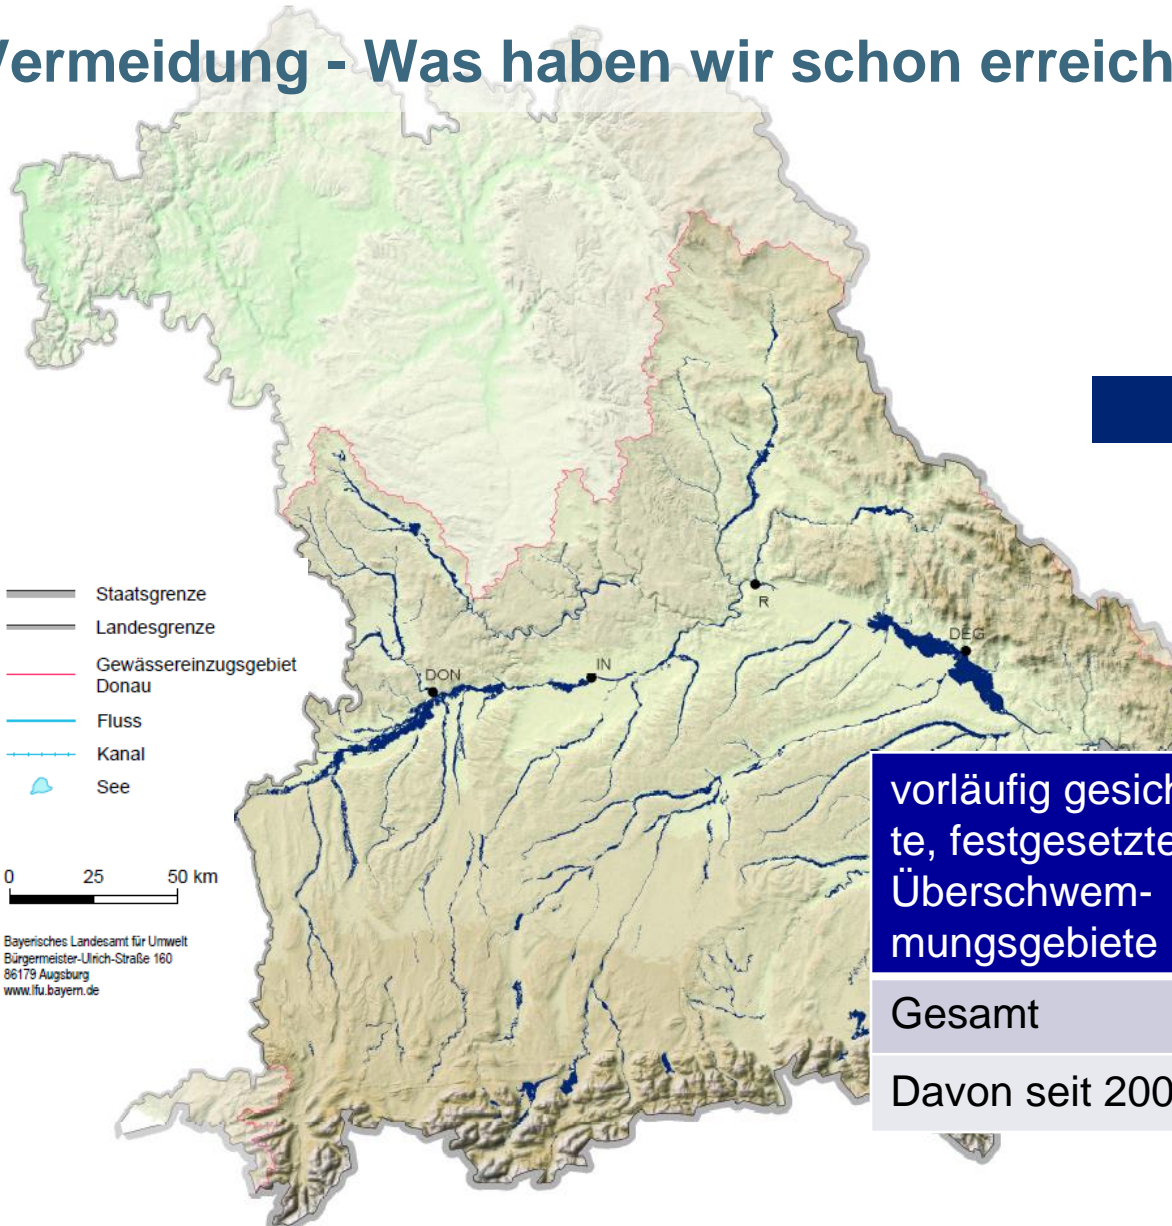 Vermeidung - Was haben wir schon erreich
R
DEG
IN
DON
Staatsgrenze
Landesgrenze
Gewässereinzugsgebiet
Donau
Fluss
Kanal
See
0 25 50 km
Bayerisches Landesamt für Umwelt
Bürgermeister-Ulrich-Straße 160
86179 Augsburg
www.lfu.bayern.de
vorläufig gesich
te, festgesetzte
Überschwem-
mungsgebiete
Gesamt
Davon seit 200